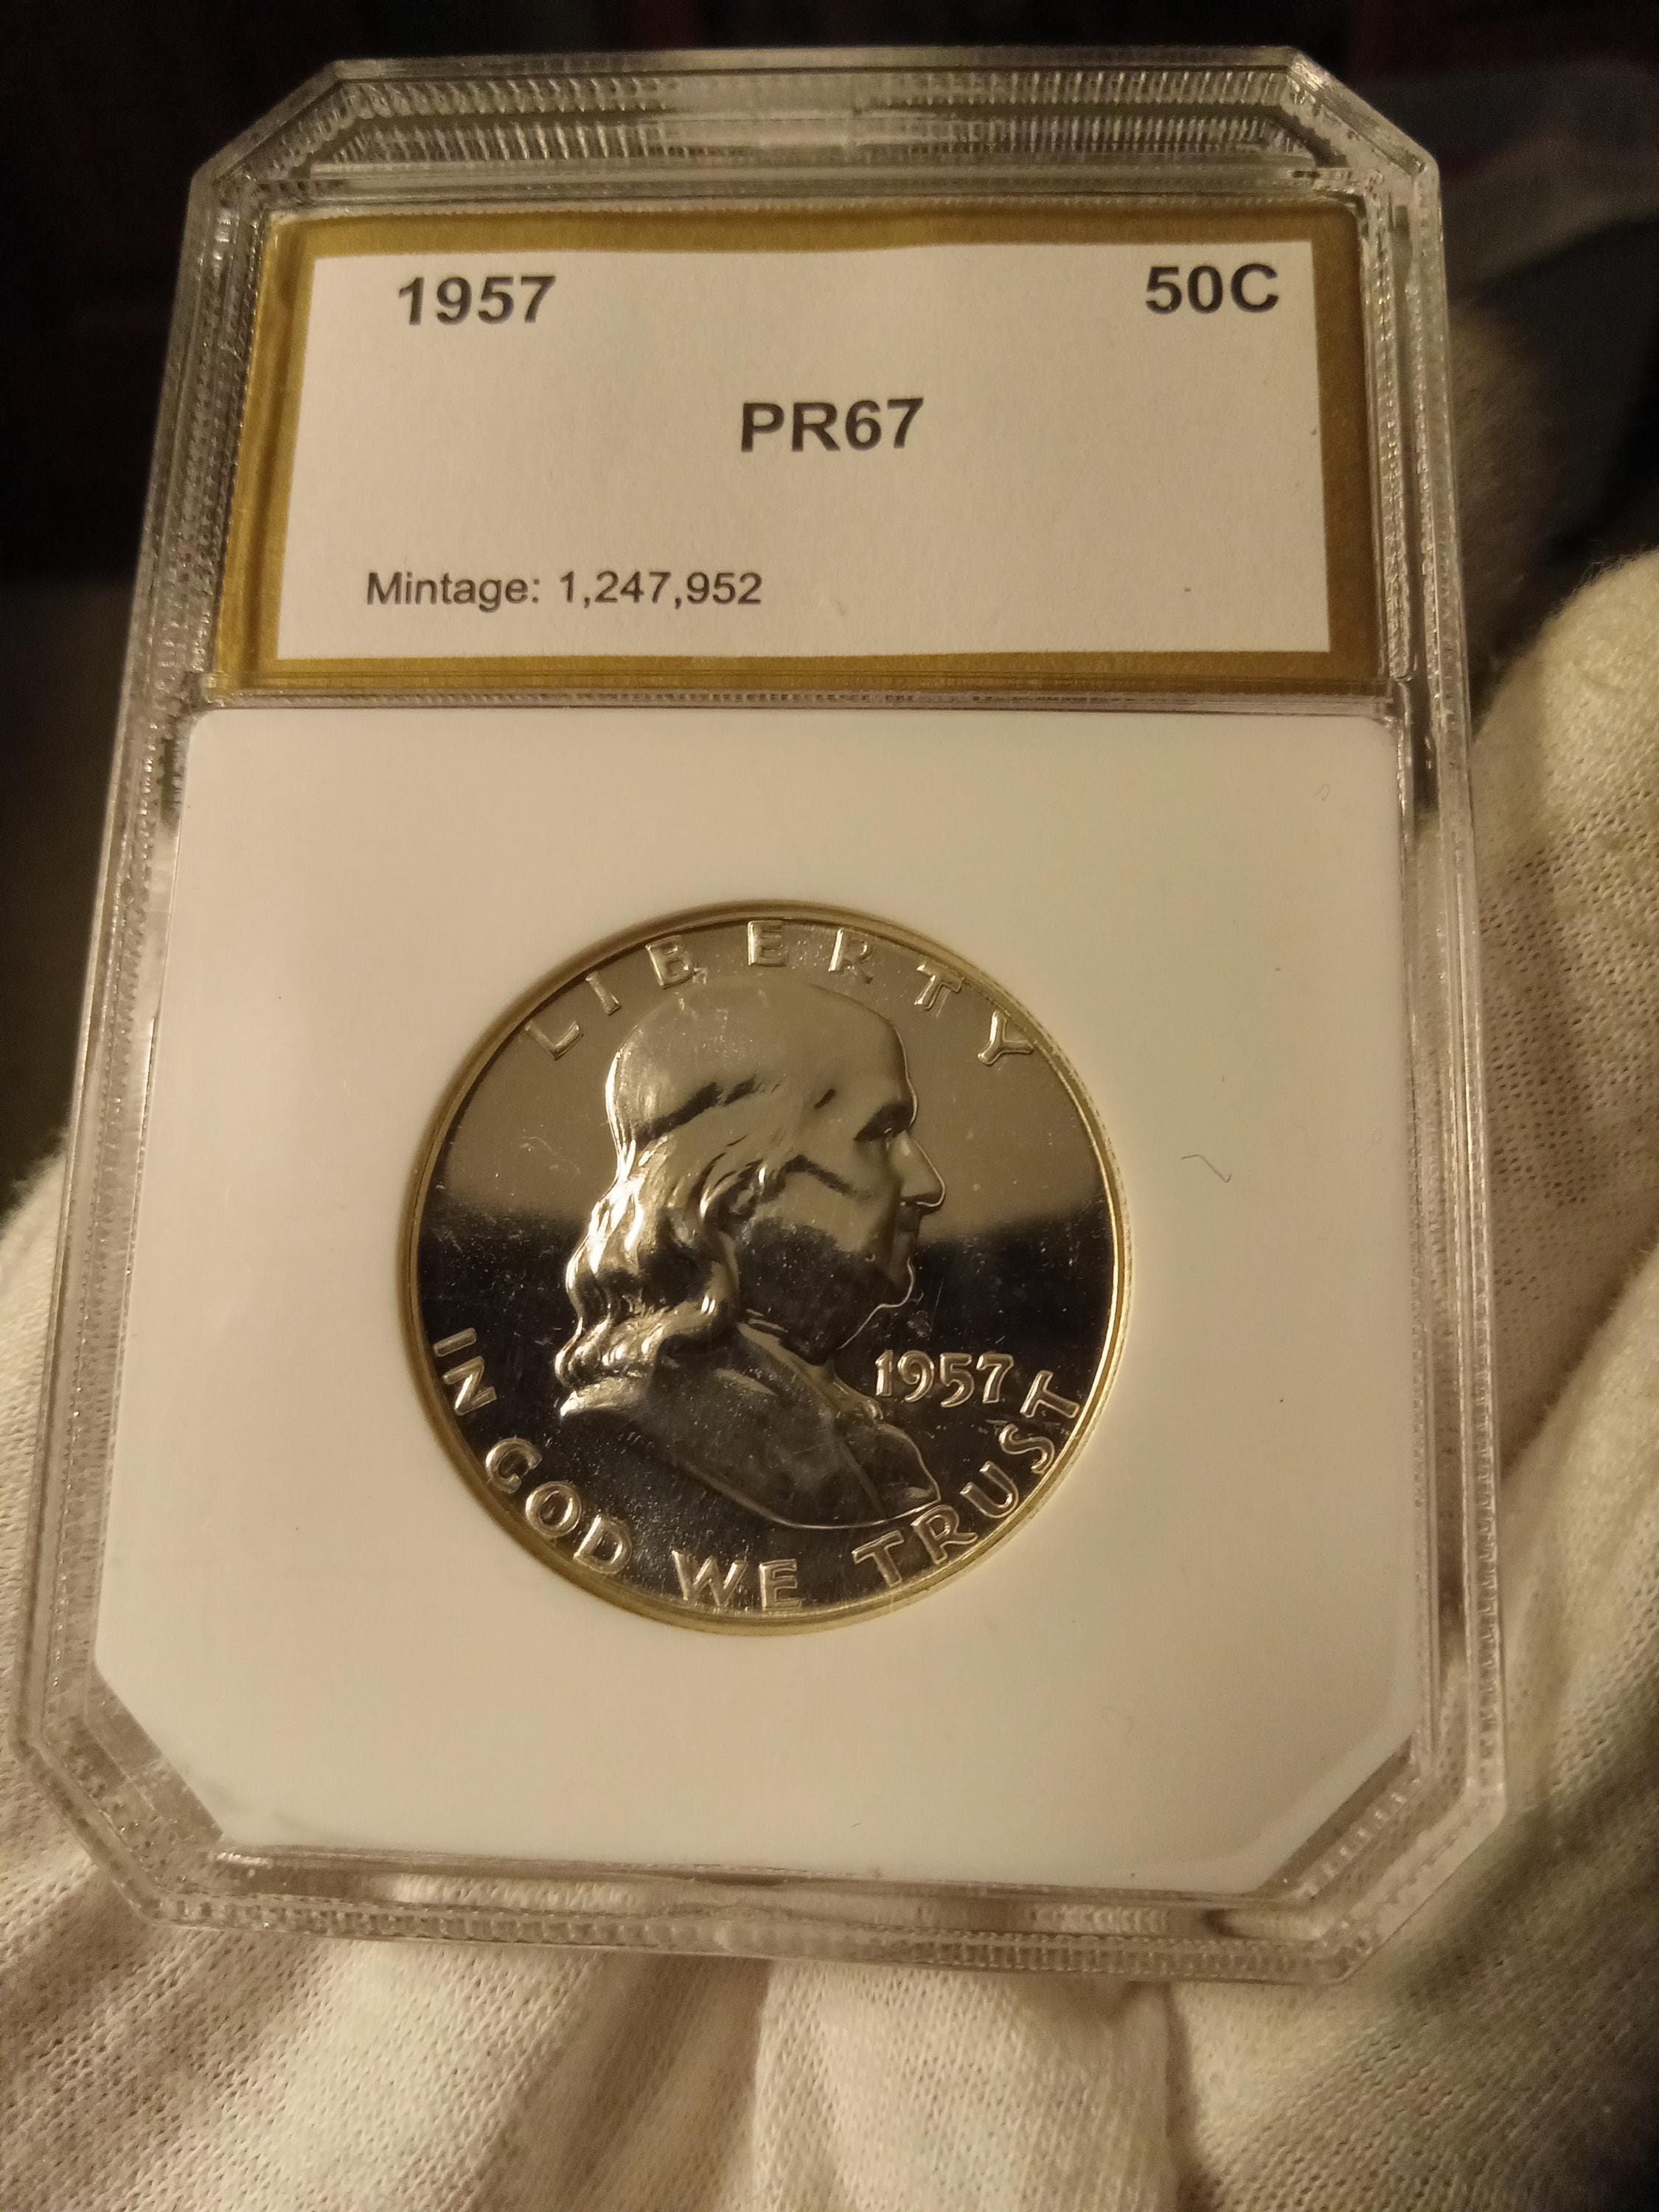 1957 50C
PR67
Mintage: 1,247,952
LIBERTY
1957
IN GOD WE TRUST